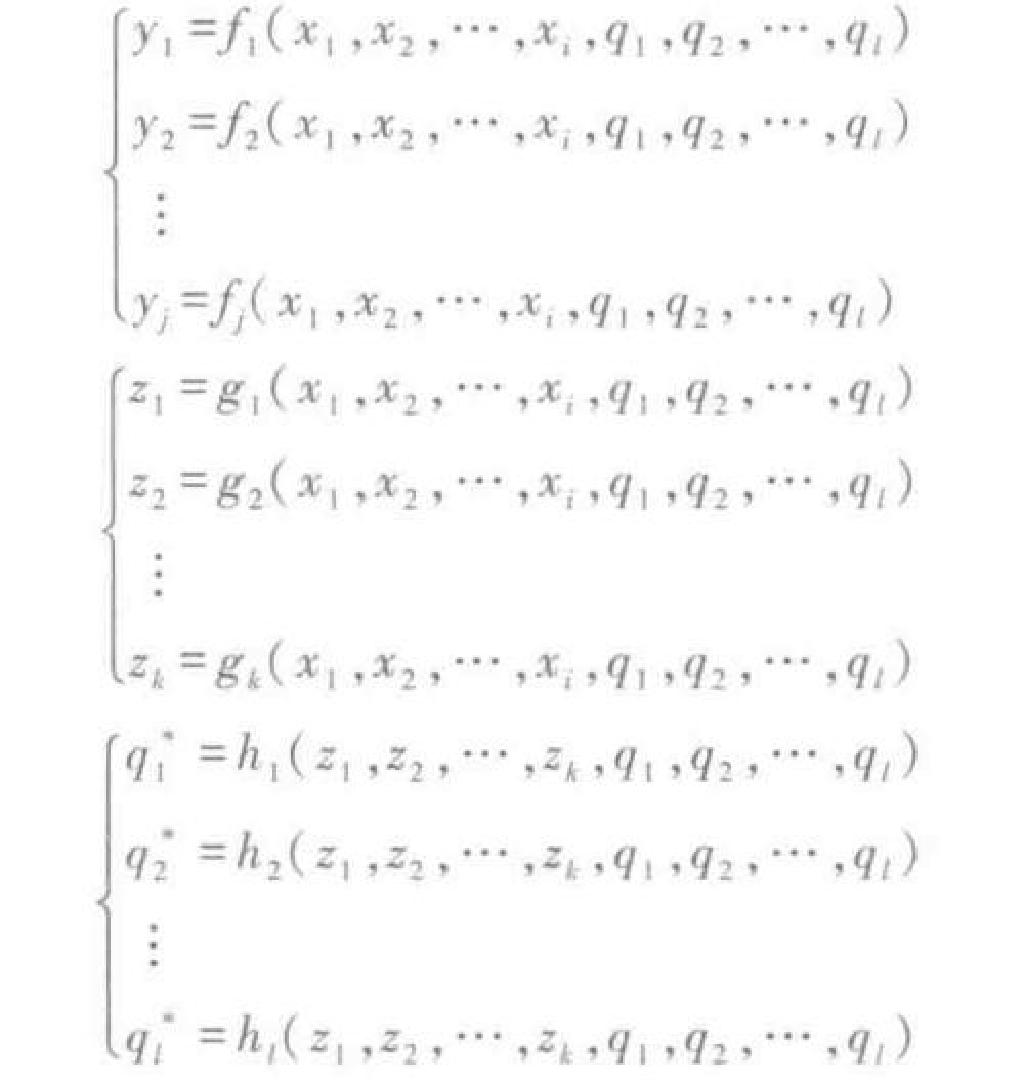 y₁=f₁(x₁,x₂,⋯,xᵢ,q₁,q₂,⋯,qₗ)
y₂=f₂(x₁,x₂,⋯,xᵢ,q₁,q₂,⋯,qₗ)
⋮
yⱼ=fⱼ(x₁,x₂,⋯,xᵢ,q₁,q₂,⋯,qₗ)
z₁=g₁(x₁,x₂,⋯,xᵢ,q₁,q₂,⋯,qₗ)
z₂=g₂(x₁,x₂,⋯,xᵢ,q₁,q₂,⋯,qₗ)
⋮
zₖ=gₖ(x₁,x₂,⋯,xᵢ,q₁,q₂,⋯,qₗ)
q₁*=h₁(z₁,z₂,⋯,zₖ,q₁,q₂,⋯,qₗ)
q₂*=h₂(z₁,z₂,⋯,zₖ,q₁,q₂,⋯,qₗ)
⋮
qₗ*=hₗ(z₁,z₂,⋯,zₖ,q₁,q₂,⋯,qₗ)